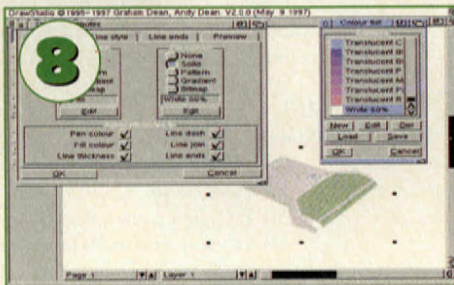 DrawStudio ©1995-1997 Graham Dean, Andy Dean. V2.0.0 (May 9 1997)
8
Line style
Line ends
Preview
None
Solid
Pattern
Gradient
Bitmap
White 50%
Edit
Edit
Pen colour
Fill colour
Line thickness
Line dash
Line join
Line ends
OK
Cancel
Colour list
Translucent C
Translucent Bl
Translucent
Translucent P
Translucent M
Translucent
Translucent
White 50%
New
Edit
Del
Load
Save
OK
Cancel
Page 1
Layer 1